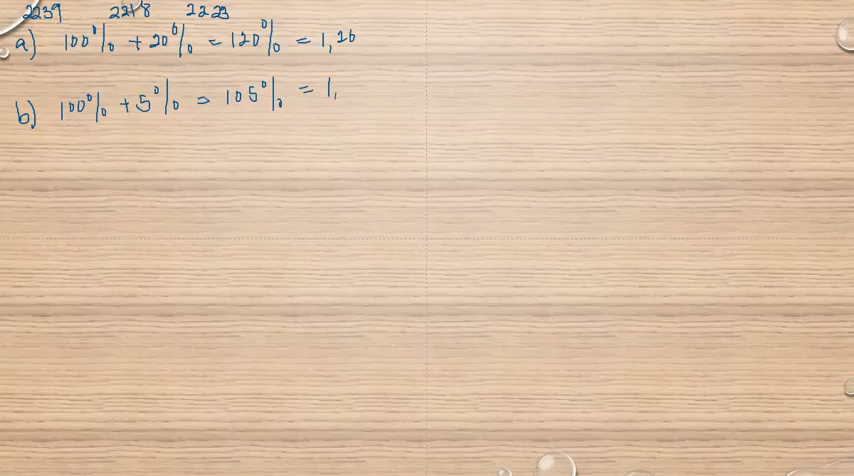 2239 2218 2223
a) 100% + 20% = 120% = 1,20
b) 100% + 5% = 105% = 1,